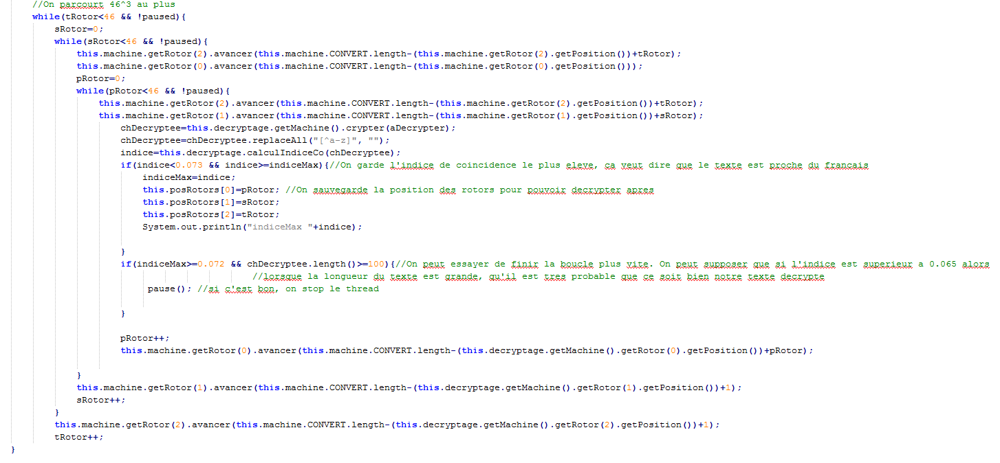 //On parcourt 46^3 au plus
while(tRotor<46 && !paused){
sRotor=0;
while(sRotor<46 && !paused){
this.machine.getRotor(2).avancer(this.machine.CONVERT.length-(this.machine.getRotor(2).getPosition())+tRotor);
this.machine.getRotor(0).avancer(this.machine.CONVERT.length-(this.machine.getRotor(0).getPosition()));
pRotor=0;
while(pRotor<46 && !paused){
this.machine.getRotor(2).avancer(this.machine.CONVERT.length-(this.machine.getRotor(2).getPosition())+tRotor);
this.machine.getRotor(1).avancer(this.machine.CONVERT.length-(this.machine.getRotor(1).getPosition())+sRotor);
chDecryptee=this.decryptage.getMachine().crypter(aDecrypter);
chDecryptee=chDecryptee.replaceAll("[^a-z]", "");
indice=this.decryptage.calculIndiceCo(chDecryptee);
if(indice<0.073 && indice>=indiceMax){//On garde l'indice de coincidence le plus eleve, ca veut dire que le texte est proche du francais
indiceMax=indice;
this.posRotors[0]=pRotor; //On sauvegarde la position des rotors pour pouvoir decrypter apres
this.posRotors[1]=sRotor;
this.posRotors[2]=tRotor;
System.out.println("indiceMax "+indice);
}
if(indiceMax>=0.072 && chDecryptee.length()>=100){//On peut essayer de finir la boucle plus vite. On peut supposer que si l'indice est superieur a 0.065 alors
//lorsque la longueur du texte est grande, qu'il est tres probable que ce soit bien notre texte decrypte
pause(); //si c'est bon, on stop le thread
}
pRotor++;
this.machine.getRotor(0).avancer(this.machine.CONVERT.length-(this.decryptage.getMachine().getRotor(0).getPosition())+pRotor);
}
this.machine.getRotor(1).avancer(this.machine.CONVERT.length-(this.decryptage.getMachine().getRotor(1).getPosition())+1);
sRotor++;
}
this.machine.getRotor(2).avancer(this.machine.CONVERT.length-(this.decryptage.getMachine().getRotor(2).getPosition())+1);
tRotor++;
}